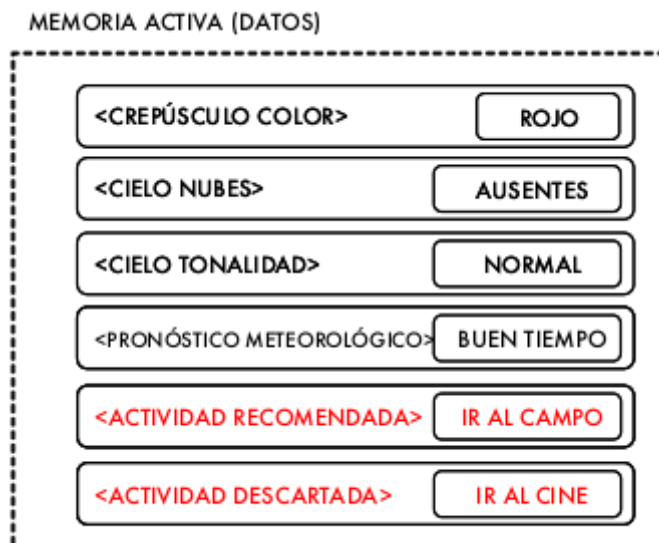 MEMORIA ACTIVA (DATOS)
<CREPÚSCULO COLOR> ROJO
<CIELO NUBES> AUSENTES
<CIELO TONALIDAD> NORMAL
<PRONÓSTICO METEOROLÓGICO> BUEN TIEMPO
<ACTIVIDAD RECOMENDADA> IR AL CAMPO
<ACTIVIDAD DESCARTADA> IR AL CINE